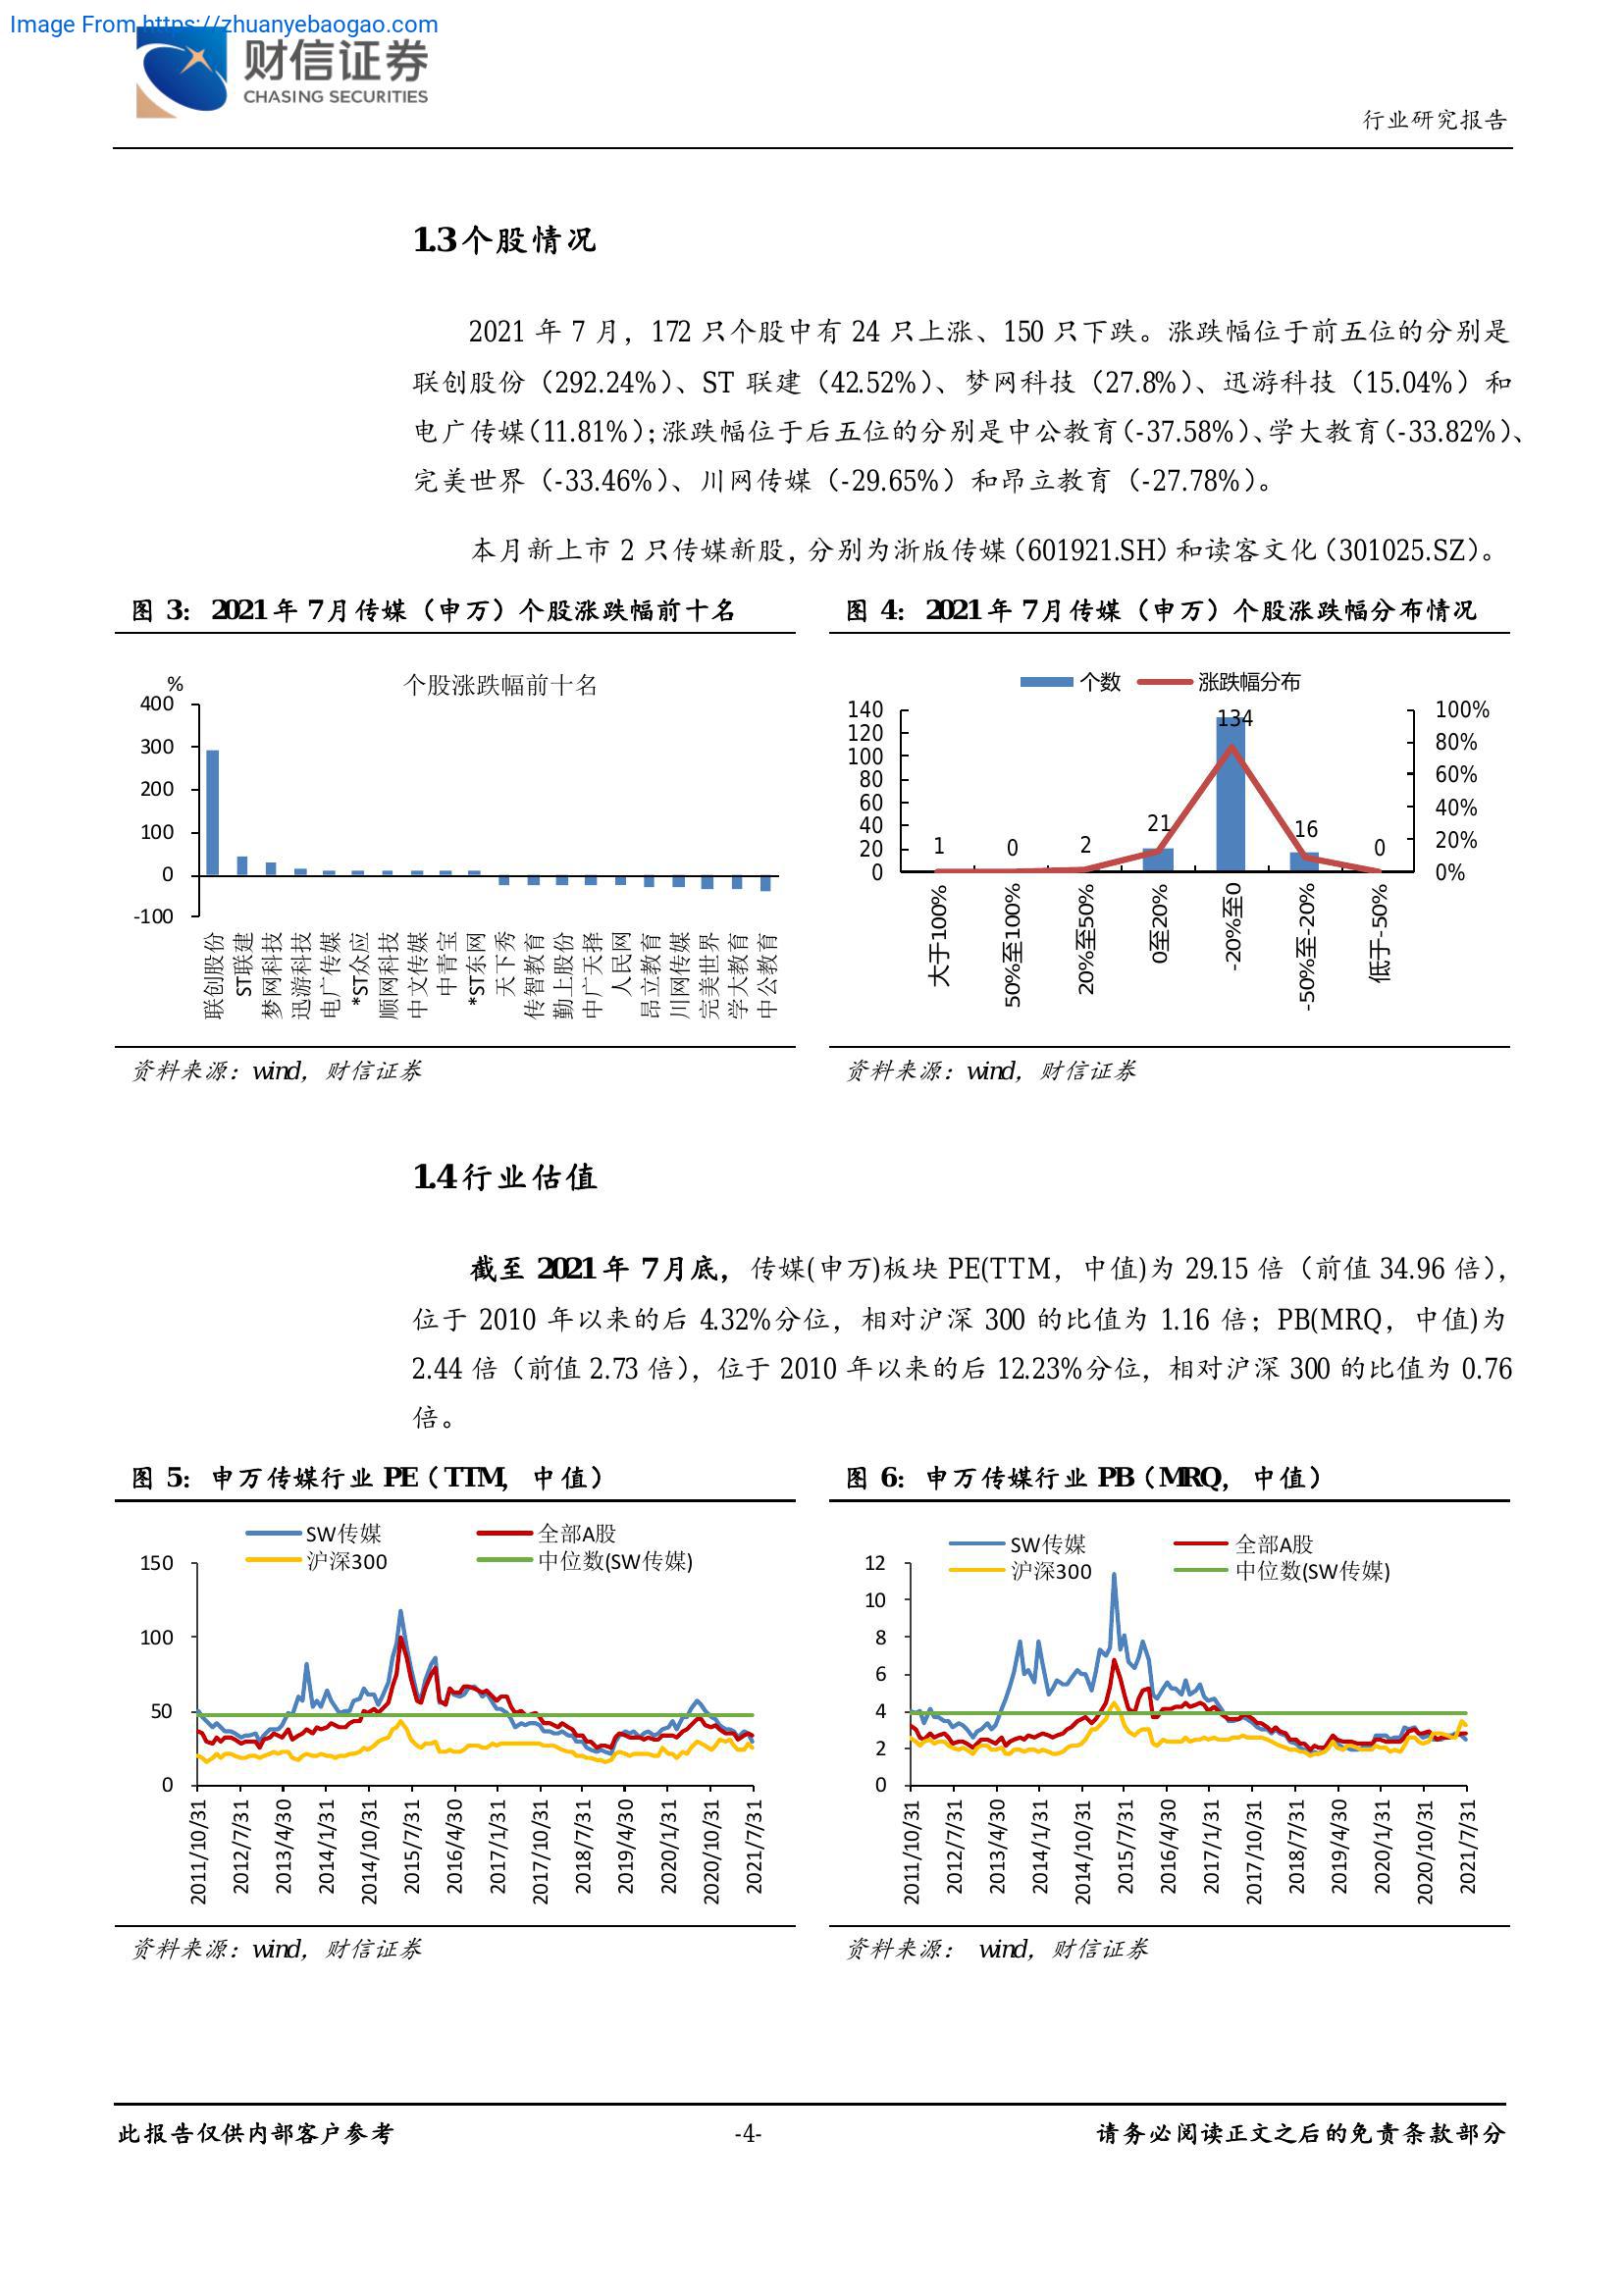 Image From https://zhuanyebaogao.com
财信证券
CHASING SECURITIES
行业研究报告
1.3 个股情况
2021 年 7 月，172 只个股中有 24 只上涨、150 只下跌。涨跌幅位于前五位的分别是
联创股份（292.24%）、ST 联建（42.52%）、梦网科技（27.8%）、迅游科技（15.04%）和
电广传媒（11.81%）；涨跌幅位于后五位的分别是中公教育（-37.58%）、学大教育（-33.82%）、
完美世界（-33.46%）、川网传媒（-29.65%）和昂立教育（-27.78%）。
本月新上市 2 只传媒新股，分别为浙版传媒（601921.SH）和读客文化（301025.SZ）。
图 3：2021 年 7 月传媒（申万）个股涨跌幅前十名
%
个股涨跌幅前十名
400
300
200
100
0
-100
联创股份
ST联建
梦网科技
迅游科技
电广传媒
*ST众应
顺网科技
中文传媒
中青宝
*ST东网
天下秀
传智教育
勤上股份
中广天择
人民网
昂立教育
川网传媒
完美世界
学大教育
中公教育
资料来源：wind，财信证券
图 4：2021 年 7 月传媒（申万）个股涨跌幅分布情况
个数 涨跌幅分布
140
120
100
80
60
40
20
0
1 0 2 21 134 16 0
100%
80%
60%
40%
20%
0%
大于100%
50%至100%
20%至50%
0至20%
-20%至0
-50%至-20%
低于-50%
资料来源：wind，财信证券
1.4 行业估值
截至 2021 年 7 月底，传媒(申万)板块 PE(TTM，中值)为 29.15 倍（前值 34.96 倍），
位于 2010 年以来的后 4.32%分位，相对沪深 300 的比值为 1.16 倍；PB(MRQ，中值)为
2.44 倍（前值 2.73 倍），位于 2010 年以来的后 12.23%分位，相对沪深 300 的比值为 0.76
倍。
图 5：申万传媒行业 PE（TTM，中值）
SW传媒 全部A股
沪深300 中位数(SW传媒)
150
100
50
0
2011/10/31
2012/7/31
2013/4/30
2014/1/31
2014/10/31
2015/7/31
2016/4/30
2017/1/31
2017/10/31
2018/7/31
2019/4/30
2020/1/31
2020/10/31
2021/7/31
资料来源：wind，财信证券
图 6：申万传媒行业 PB（MRQ，中值）
SW传媒 全部A股
沪深300 中位数(SW传媒)
12
10
8
6
4
2
0
2011/10/31
2012/7/31
2013/4/30
2014/1/31
2014/10/31
2015/7/31
2016/4/30
2017/1/31
2017/10/31
2018/7/31
2019/4/30
2020/1/31
2020/10/31
2021/7/31
资料来源： wind，财信证券
此报告仅供内部客户参考
-4-
请务必阅读正文之后的免责条款部分